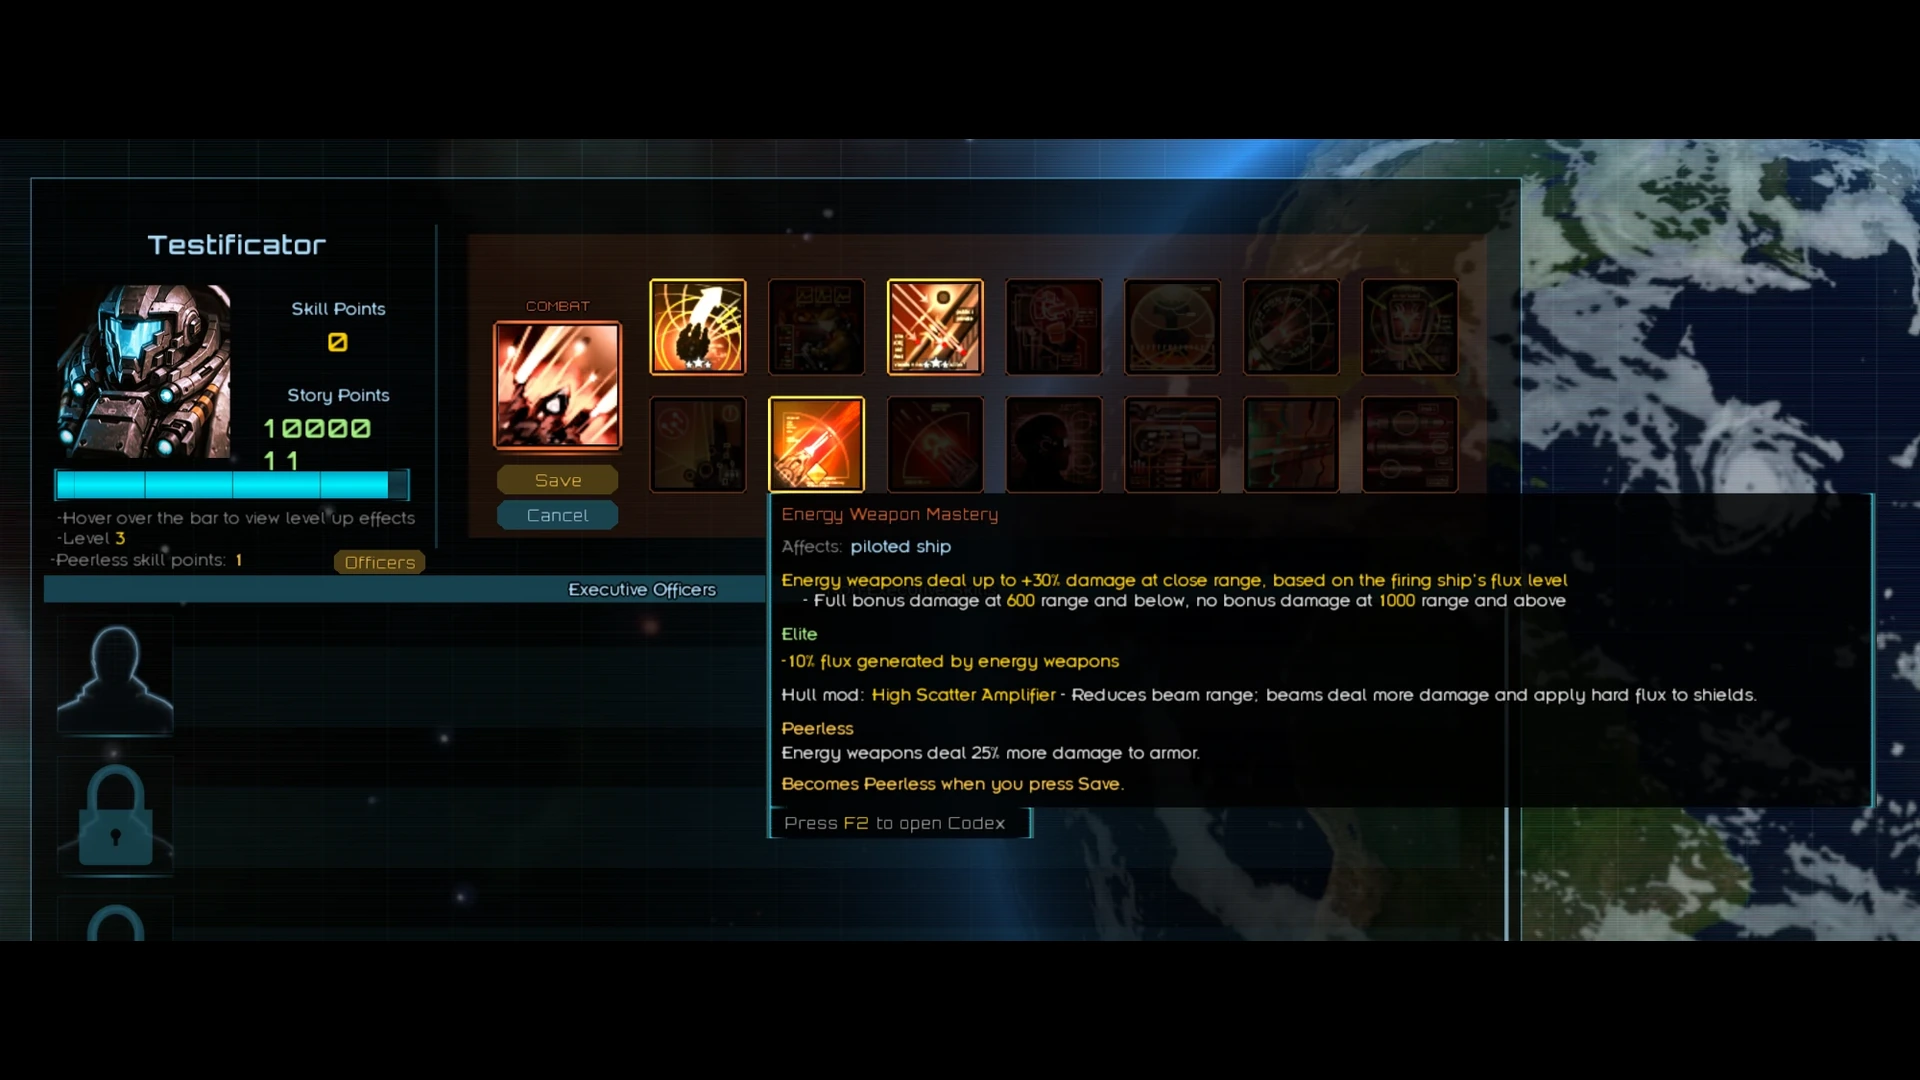 Testificator
Skill Points
0
Story Points
10000
11
-Hover over the bar to view level up effects
-Level 3
-Peerless skill points: 1
Officers
COMBAT
Save
Cancel
Executive Officers
Energy Weapon Mastery
Affects: piloted ship
Energy weapons deal up to +30% damage at close range, based on the firing ship's flux level
- Full bonus damage at 600 range and below, no bonus damage at 1000 range and above
Elite
-10% flux generated by energy weapons
Hull mod: High Scatter Amplifier - Reduces beam range; beams deal more damage and apply hard flux to shields.
Peerless
Energy weapons deal 25% more damage to armor.
Becomes Peerless when you press Save.
Press F2 to open Codex